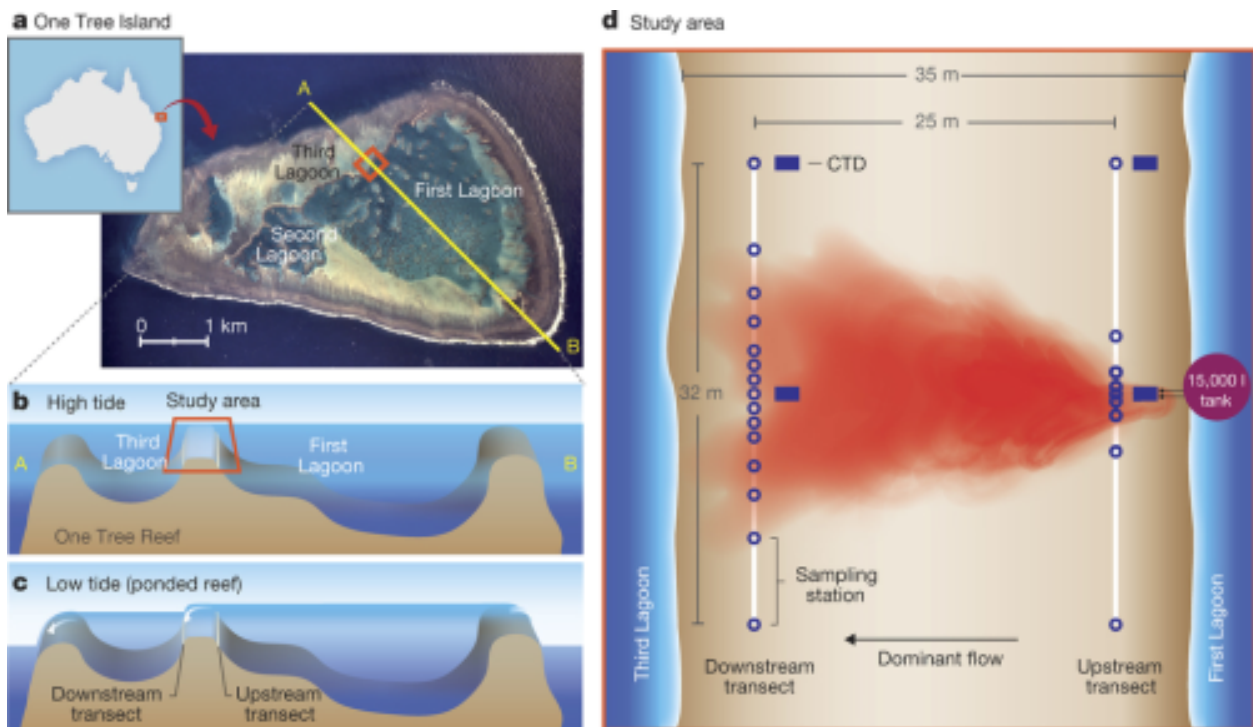 a One Tree Island
A
Third
Lagoon
First Lagoon
Second
Lagoon
0 1 km
B
b High tide
Study area
A
Third
Lagoon
First
Lagoon
B
One Tree Reef
c Low tide (ponded reef)
Downstream
transect
Upstream
transect
d Study area
35 m
25 m
CTD
32 m
15,000 l
tank
Sampling
station
Dominant flow
Downstream
transect
Upstream
transect
Third Lagoon
First Lagoon